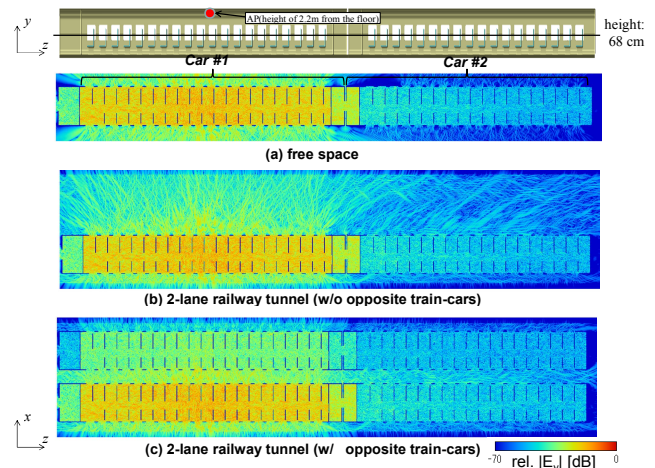 AP(height of 2.2m from the floor)
y
z
height:
68 cm
Car #1
Car #2
(a) free space
(b) 2-lane railway tunnel (w/o opposite train-cars)
x
z
(c) 2-lane railway tunnel (w/ opposite train-cars)
-70
0
rel. |Ey| [dB]